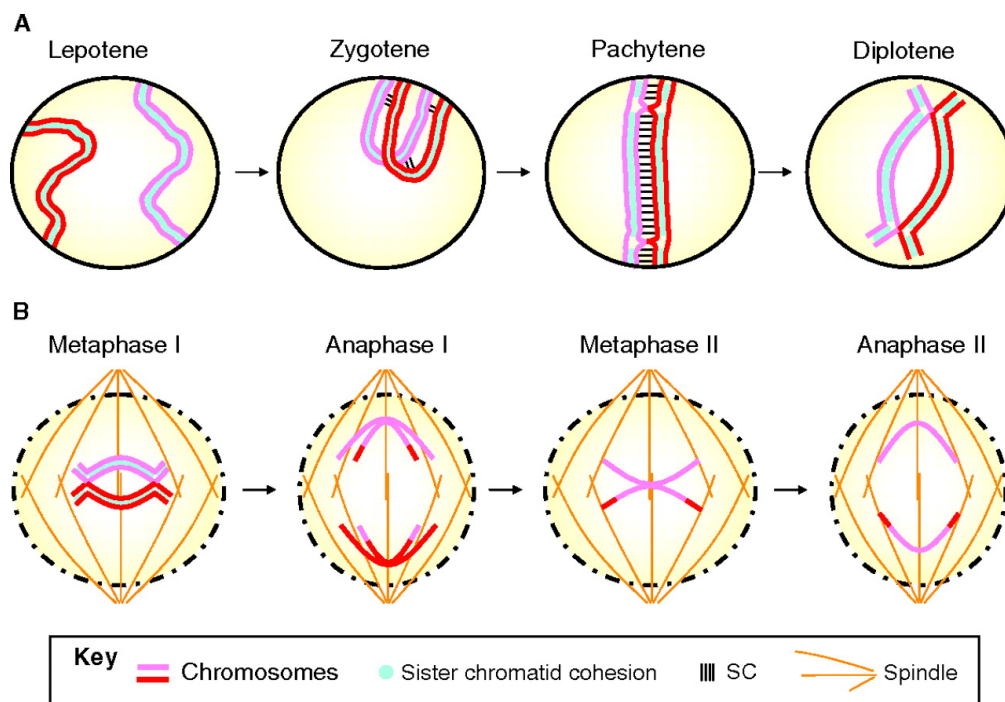 A
Lepotene Zygotene Pachytene Diplotene
B
Metaphase I Anaphase I Metaphase II Anaphase II
Key Chromosomes Sister chromatid cohesion SC Spindle